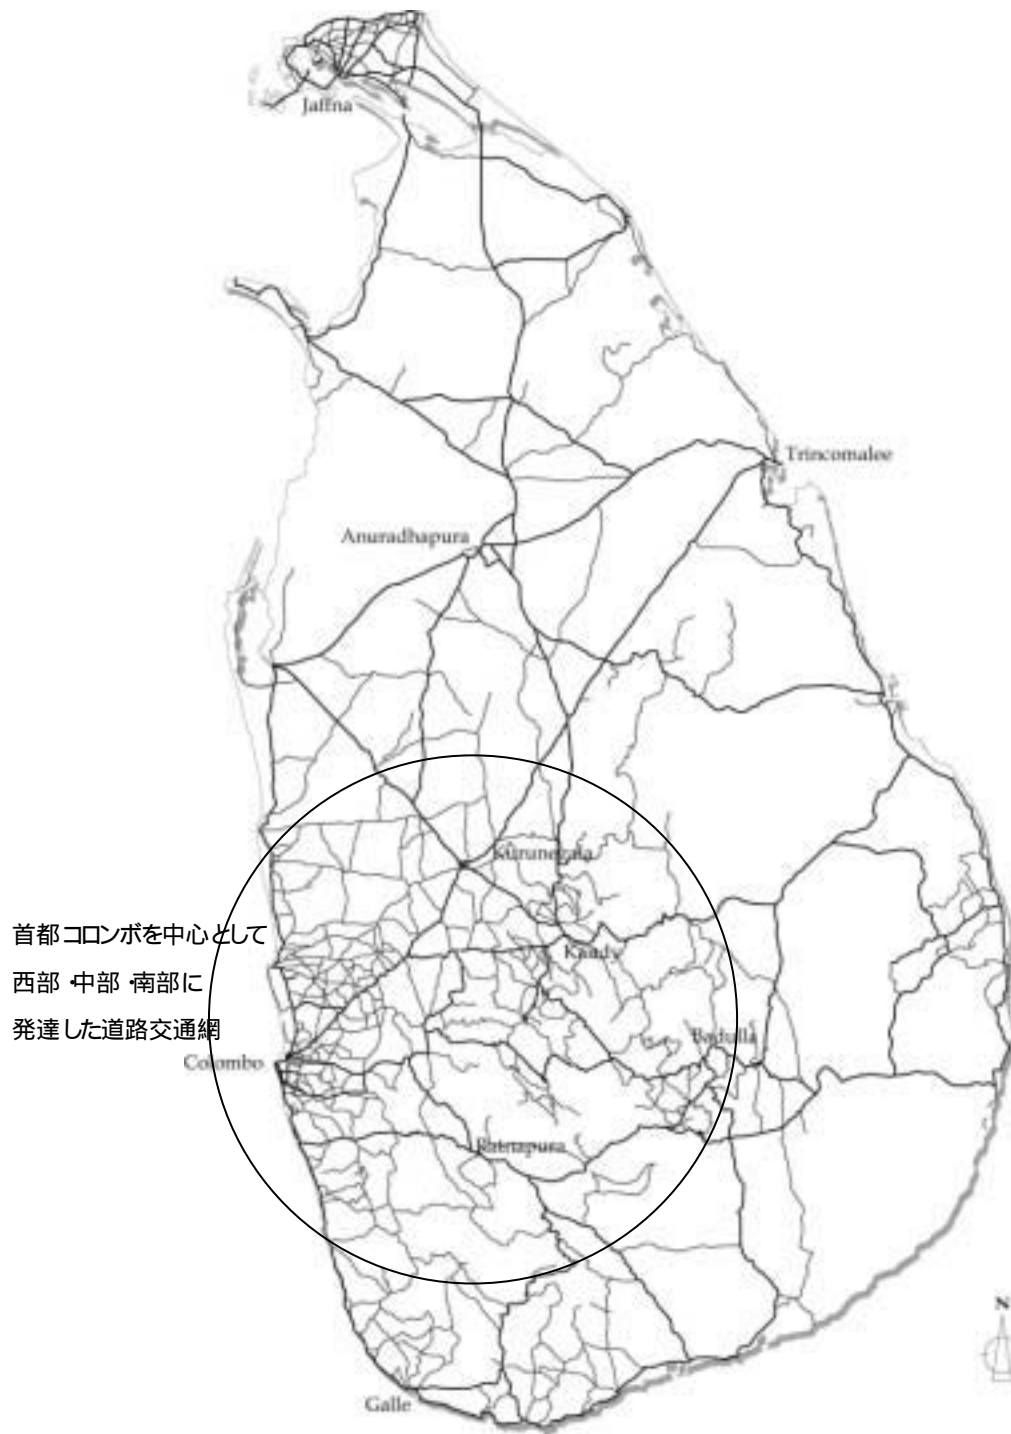 Jaffna
Trincomalee
Anuradhapura
Kurunegala
首都コロンボを中心として
西部・中部・南部に
発達した道路交通網
Kandy
Badulla
Colombo
Ratnapura
N
Galle